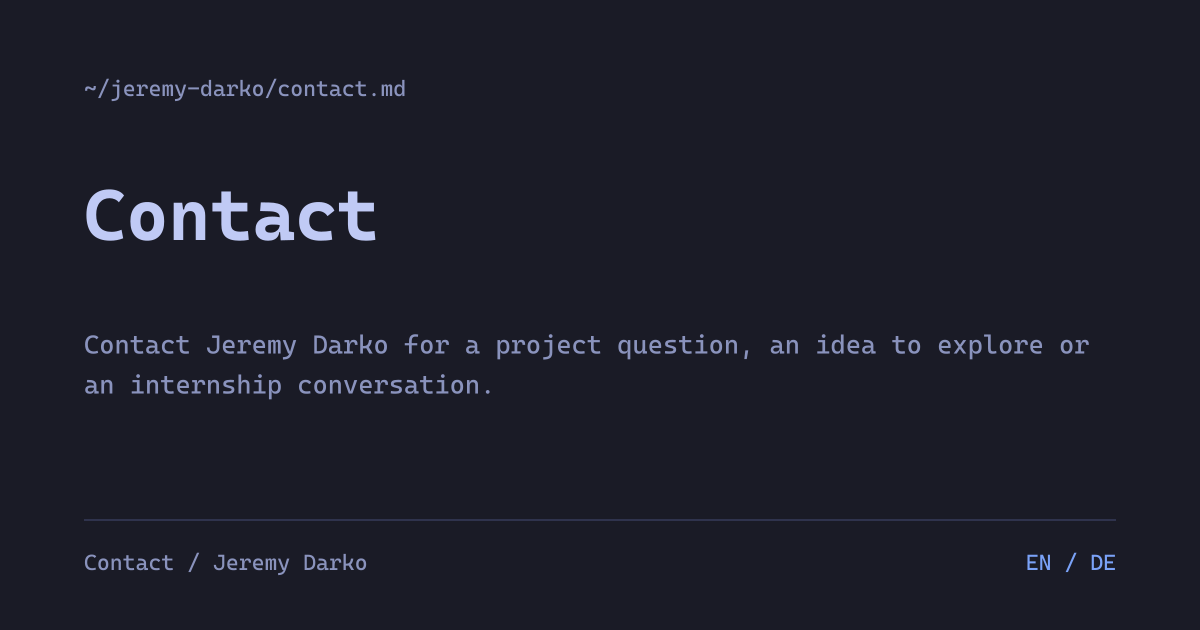 ~/jeremy-darko/contact.md
Contact
Contact Jeremy Darko for a project question, an idea to explore or
an internship conversation.
Contact / Jeremy Darko
EN / DE